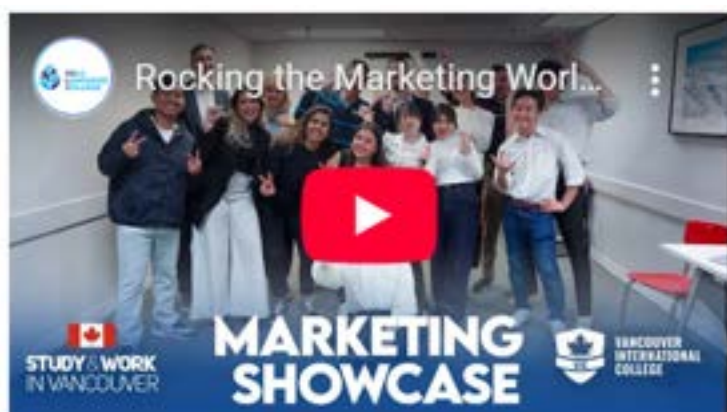 Rocking the Marketing Worl...
MARKETING
SHOWCASE
STUDY & WORK
IN VANCOUVER
VANCOUVER
INTERNATIONAL
COLLEGE